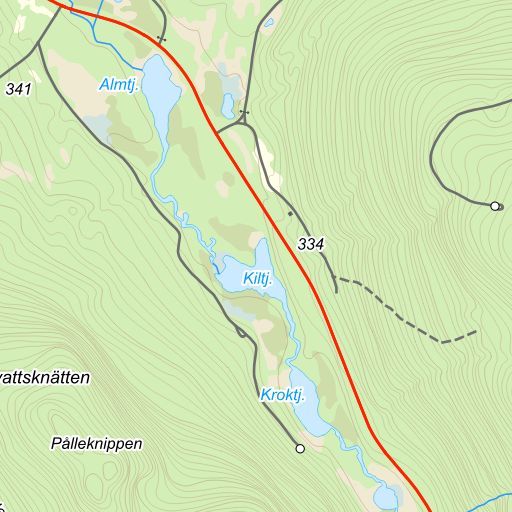 Almtj.
341
334
Kiltj.
vattsknätten
Kroktj.
Pålleknippen